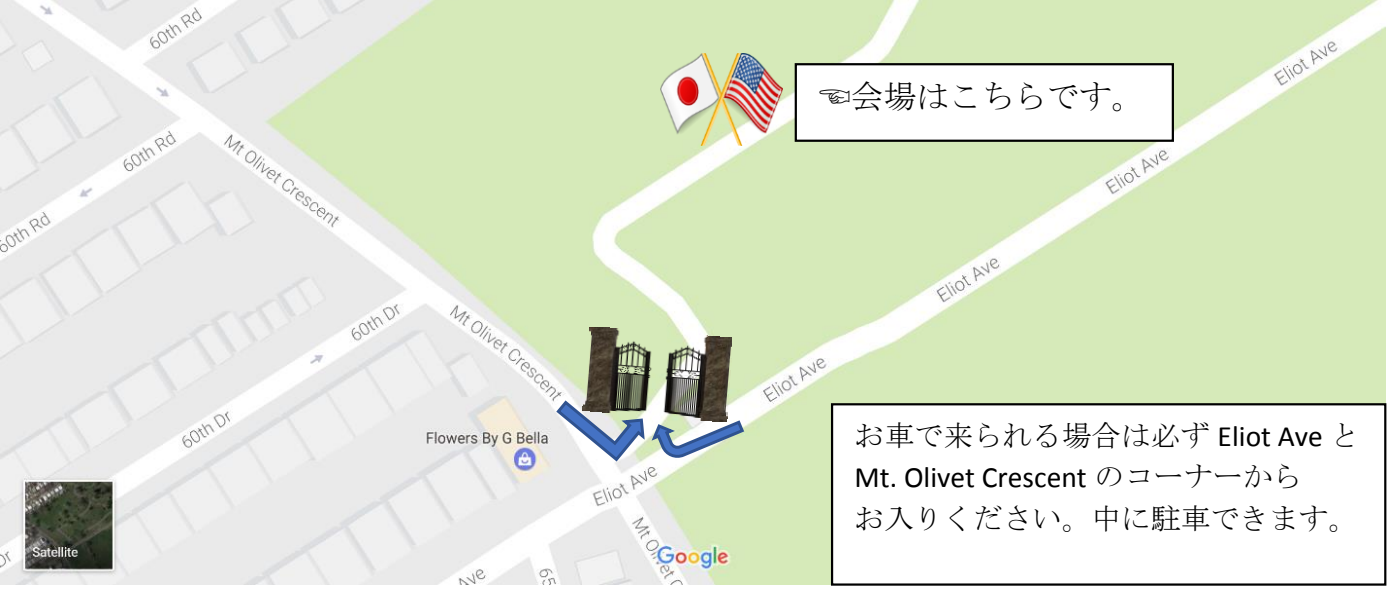 60th Rd
Eliot Ave
☜会場はこちらです。
60th Rd
Mt Olivet Crescent
Eliot Ave
60th Rd
Eliot Ave
60th Dr
Mt Olivet Crescent
Eliot Ave
60th Dr
Flowers By G Bella
お車で来られる場合は必ず Eliot Ave と
Mt. Olivet Crescent のコーナーから
お入りください。中に駐車できます。
Eliot Ave
Satellite
Dr
Mt Olivet C
Google
Ave
65